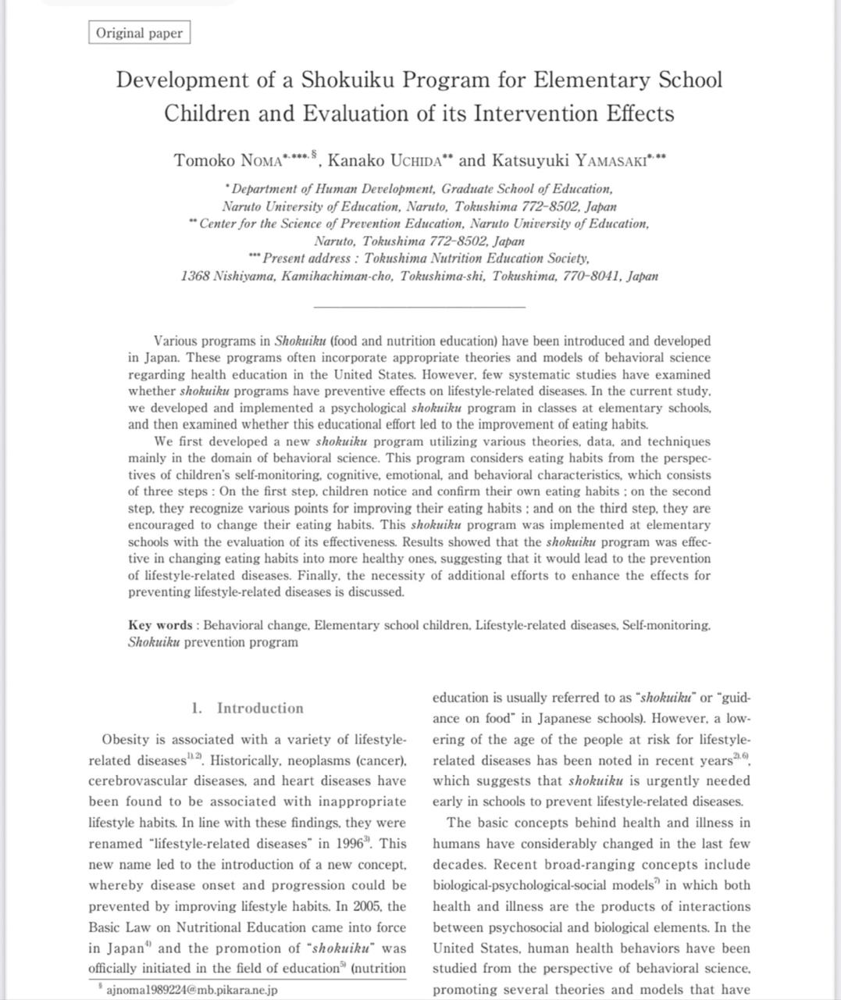 Original paper
Development of a Shokuiku Program for Elementary School
Children and Evaluation of its Intervention Effects
Tomoko NOMA*,***,§, Kanako UCHIDA** and Katsuyuki YAMASAKI*,**
*Department of Human Development, Graduate School of Education,
Naruto University of Education, Naruto, Tokushima 772-8502, Japan
**Center for the Science of Prevention Education, Naruto University of Education,
Naruto, Tokushima 772-8502, Japan
***Present address : Tokushima Nutrition Education Society,
1368 Nishiyama, Kamihachiman-cho, Tokushima-shi, Tokushima, 770-8041, Japan
Various programs in Shokuiku (food and nutrition education) have been introduced and developed
in Japan. These programs often incorporate appropriate theories and models of behavioral science
regarding health education in the United States. However, few systematic studies have examined
whether shokuiku programs have preventive effects on lifestyle-related diseases. In the current study,
we developed and implemented a psychological shokuiku program in classes at elementary schools,
and then examined whether this educational effort led to the improvement of eating habits.
We first developed a new shokuiku program utilizing various theories, data, and techniques
mainly in the domain of behavioral science. This program considers eating habits from the perspec-
tives of children's self-monitoring, cognitive, emotional, and behavioral characteristics, which consists
of three steps : On the first step, children notice and confirm their own eating habits ; on the second
step, they recognize various points for improving their eating habits ; and on the third step, they are
encouraged to change their eating habits. This shokuiku program was implemented at elementary
schools with the evaluation of its effectiveness. Results showed that the shokuiku program was effec-
tive in changing eating habits into more healthy ones, suggesting that it would lead to the prevention
of lifestyle-related diseases. Finally, the necessity of additional efforts to enhance the effects for
preventing lifestyle-related diseases is discussed.
Key words : Behavioral change, Elementary school children, Lifestyle-related diseases, Self-monitoring,
Shokuiku prevention program
1. Introduction
Obesity is associated with a variety of lifestyle-
related diseases1),2). Historically, neoplasms (cancer),
cerebrovascular diseases, and heart diseases have
been found to be associated with inappropriate
lifestyle habits. In line with these findings, they were
renamed "lifestyle-related diseases" in 19963). This
new name led to the introduction of a new concept,
whereby disease onset and progression could be
prevented by improving lifestyle habits. In 2005, the
Basic Law on Nutritional Education came into force
in Japan4) and the promotion of "shokuiku" was
officially initiated in the field of education5) (nutrition
§ ajnoma1989224@mb.pikara.ne.jp
education is usually referred to as "shokuiku" or "guid-
ance on food" in Japanese schools). However, a low-
ering of the age of the people at risk for lifestyle-
related diseases has been noted in recent years2),6),
which suggests that shokuiku is urgently needed
early in schools to prevent lifestyle-related diseases.
The basic concepts behind health and illness in
humans have considerably changed in the last few
decades. Recent broad-ranging concepts include
biological-psychological-social models7) in which both
health and illness are the products of interactions
between psychosocial and biological elements. In the
United States, human health behaviors have been
studied from the perspective of behavioral science,
promoting several theories and models that have